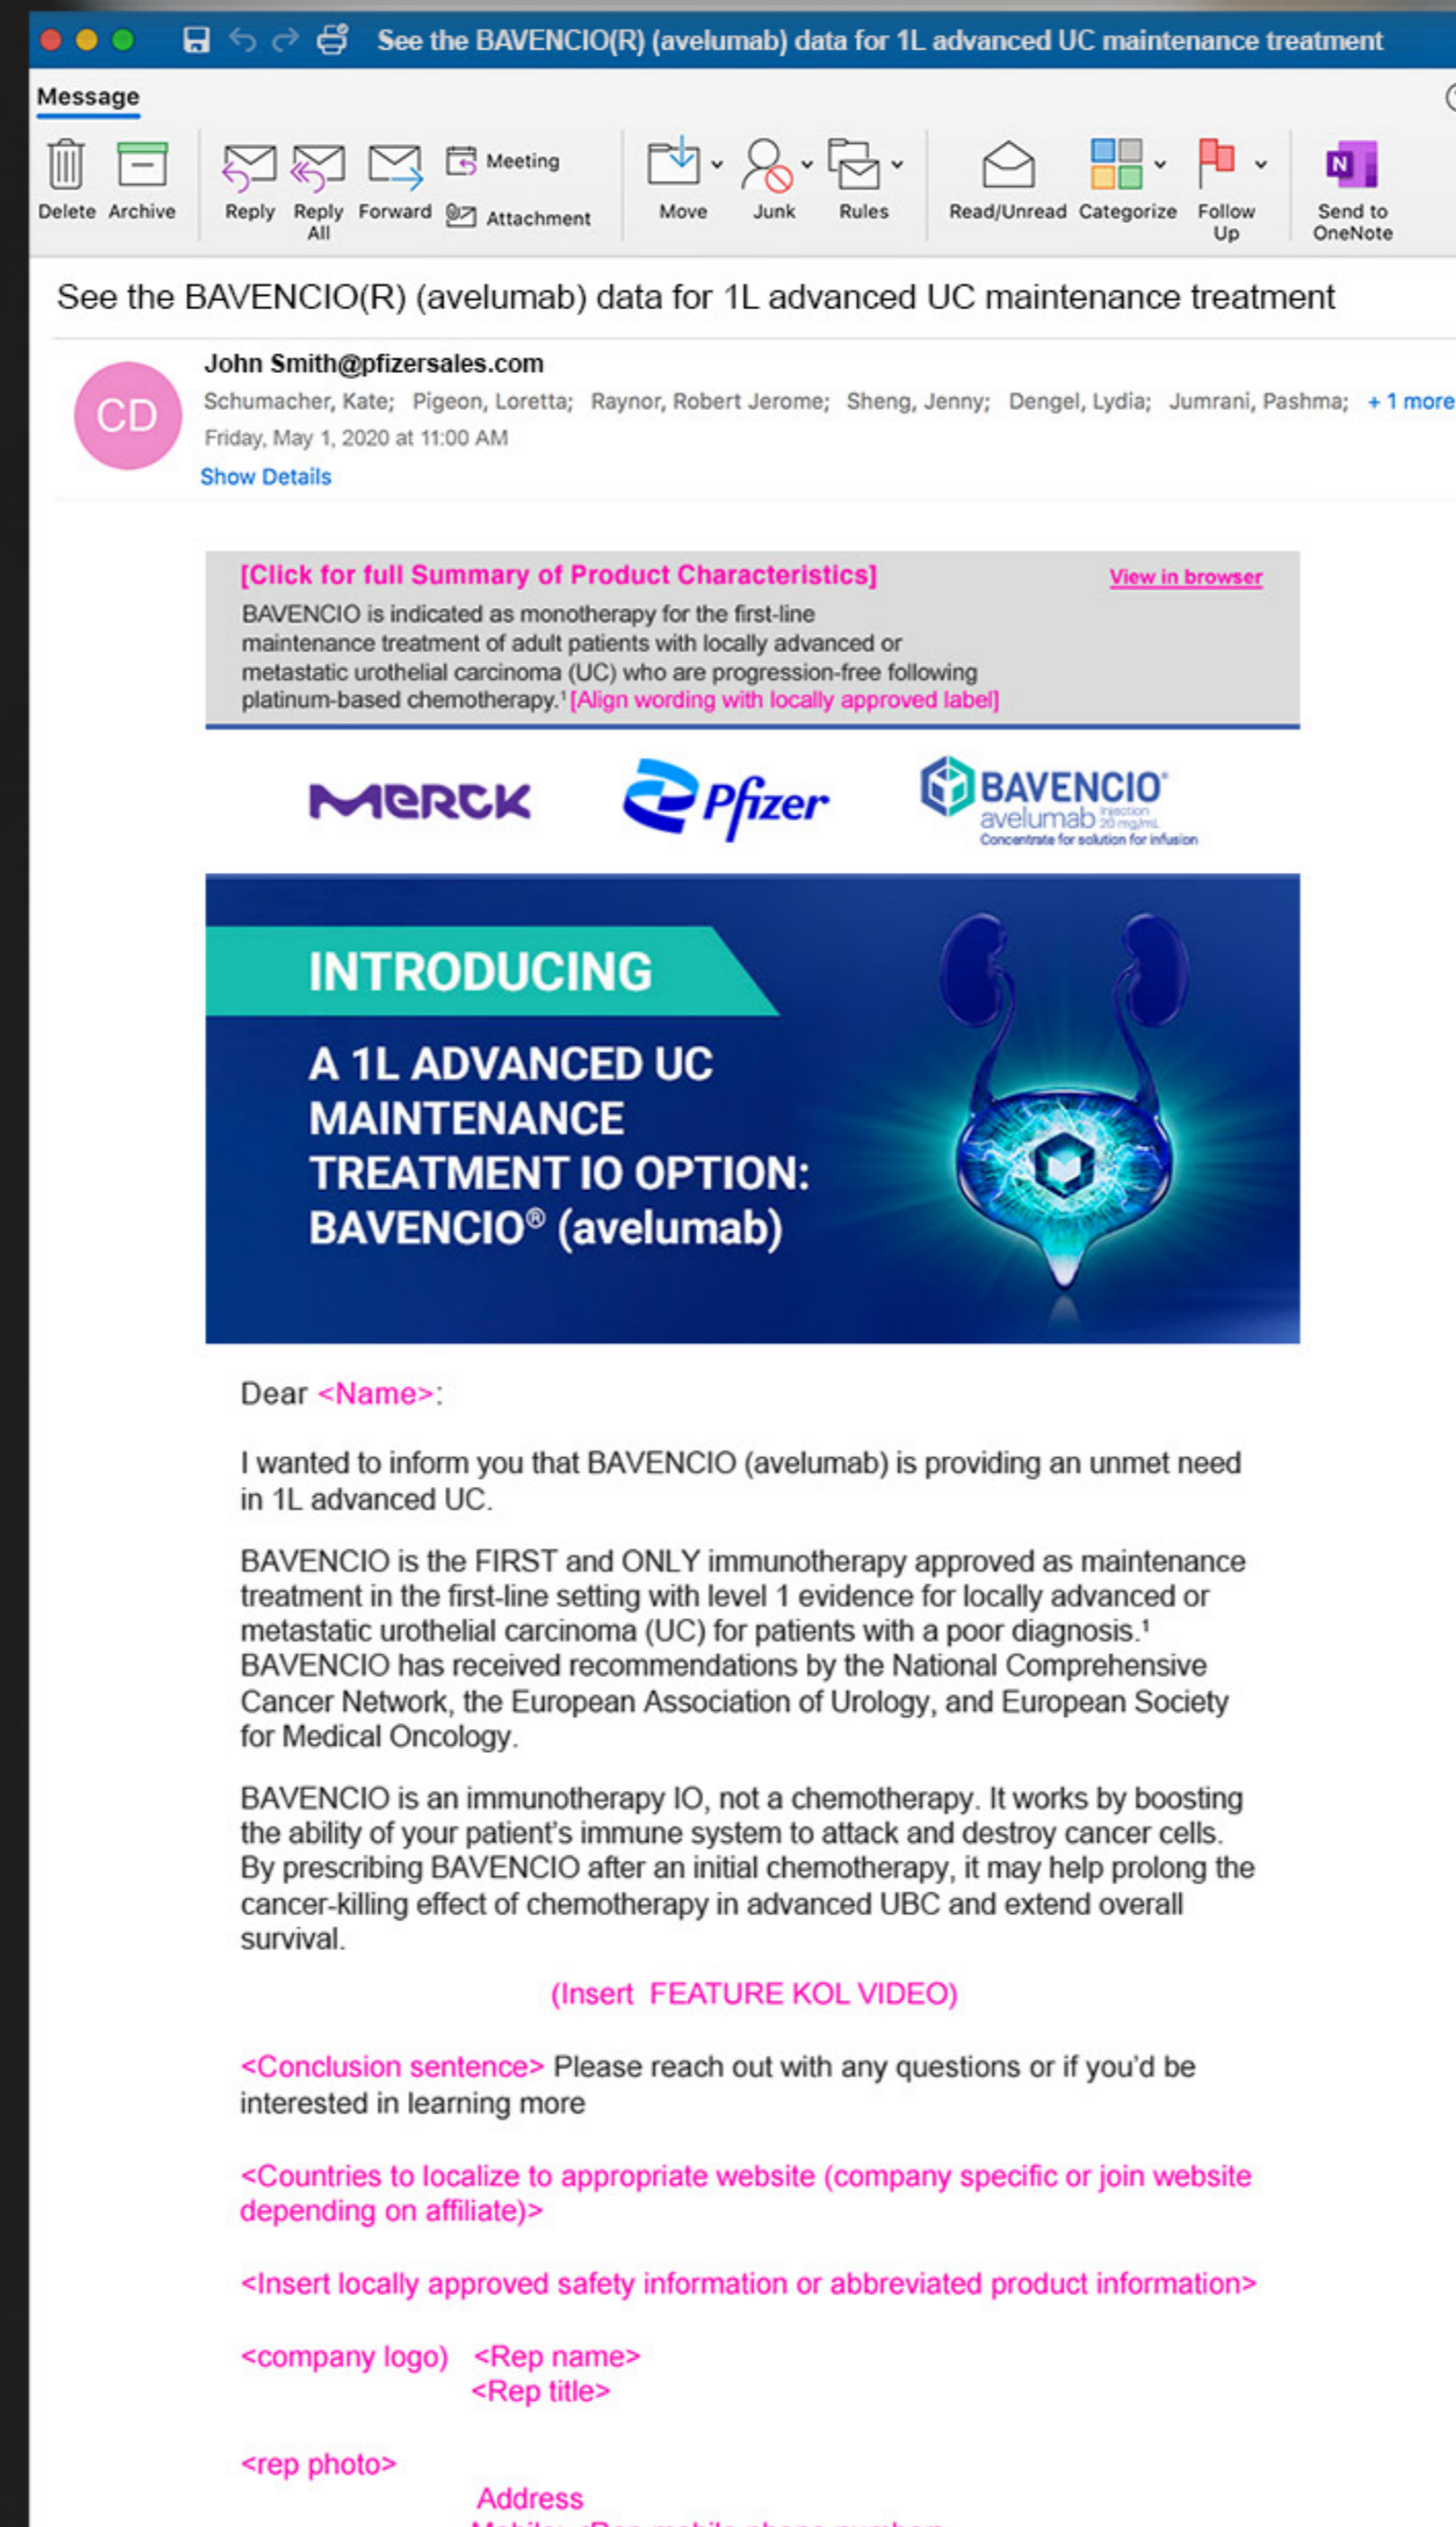 See the BAVENCIO(R) (avelumab) data for 1L advanced UC maintenance treatment
Message
Delete Archive Reply Reply All Forward Meeting Attachment Move Junk Rules Read/Unread Categorize Follow Up Send to OneNote
See the BAVENCIO(R) (avelumab) data for 1L advanced UC maintenance treatment
CD
John Smith@pfizersales.com
Schumacher, Kate; Pigeon, Loretta; Raynor, Robert Jerome; Sheng, Jenny; Dengel, Lydia; Jumrani, Pashma; + 1 more
Friday, May 1, 2020 at 11:00 AM
Show Details
[Click for full Summary of Product Characteristics] View in browser
BAVENCIO is indicated as monotherapy for the first-line
maintenance treatment of adult patients with locally advanced or
metastatic urothelial carcinoma (UC) who are progression-free following
platinum-based chemotherapy.¹ [Align wording with locally approved label]
MERCK Pfizer BAVENCIO®
avelumab Injection 20 mg/mL
Concentrate for solution for infusion
INTRODUCING
A 1L ADVANCED UC
MAINTENANCE
TREATMENT IO OPTION:
BAVENCIO® (avelumab)
Dear <Name>:
I wanted to inform you that BAVENCIO (avelumab) is providing an unmet need
in 1L advanced UC.
BAVENCIO is the FIRST and ONLY immunotherapy approved as maintenance
treatment in the first-line setting with level 1 evidence for locally advanced or
metastatic urothelial carcinoma (UC) for patients with a poor diagnosis.¹
BAVENCIO has received recommendations by the National Comprehensive
Cancer Network, the European Association of Urology, and European Society
for Medical Oncology.
BAVENCIO is an immunotherapy IO, not a chemotherapy. It works by boosting
the ability of your patient's immune system to attack and destroy cancer cells.
By prescribing BAVENCIO after an initial chemotherapy, it may help prolong the
cancer-killing effect of chemotherapy in advanced UBC and extend overall
survival.
(Insert FEATURE KOL VIDEO)
<Conclusion sentence> Please reach out with any questions or if you'd be
interested in learning more
<Countries to localize to appropriate website (company specific or join website
depending on affiliate)>
<Insert locally approved safety information or abbreviated product information>
<company logo) <Rep name>
<Rep title>
<rep photo>
Address